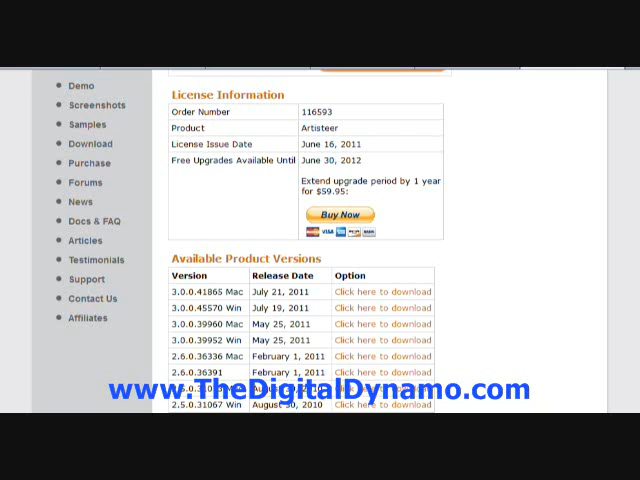 Demo
Screenshots
Samples
Download
Purchase
Forums
News
Docs & FAQ
Articles
Testimonials
Support
Contact Us
Affiliates
License Information
Order Number 116593
Product Artisteer
License Issue Date June 16, 2011
Free Upgrades Available Until June 30, 2012
Extend upgrade period by 1 year
for $59.95:
Buy Now
VISA
Available Product Versions
Version Release Date Option
3.0.0.41865 Mac July 21, 2011 Click here to download
3.0.0.45570 Win July 19, 2011 Click here to download
3.0.0.39960 Mac May 25, 2011 Click here to download
3.0.0.39952 Win May 25, 2011 Click here to download
2.6.0.36336 Mac February 1, 2011 Click here to download
2.6.0.36391 February 1, 2011 Click here to download
www.TheDigitalDynamo.com
2.5.0.31067 Win August 30, 2010 Click here to download